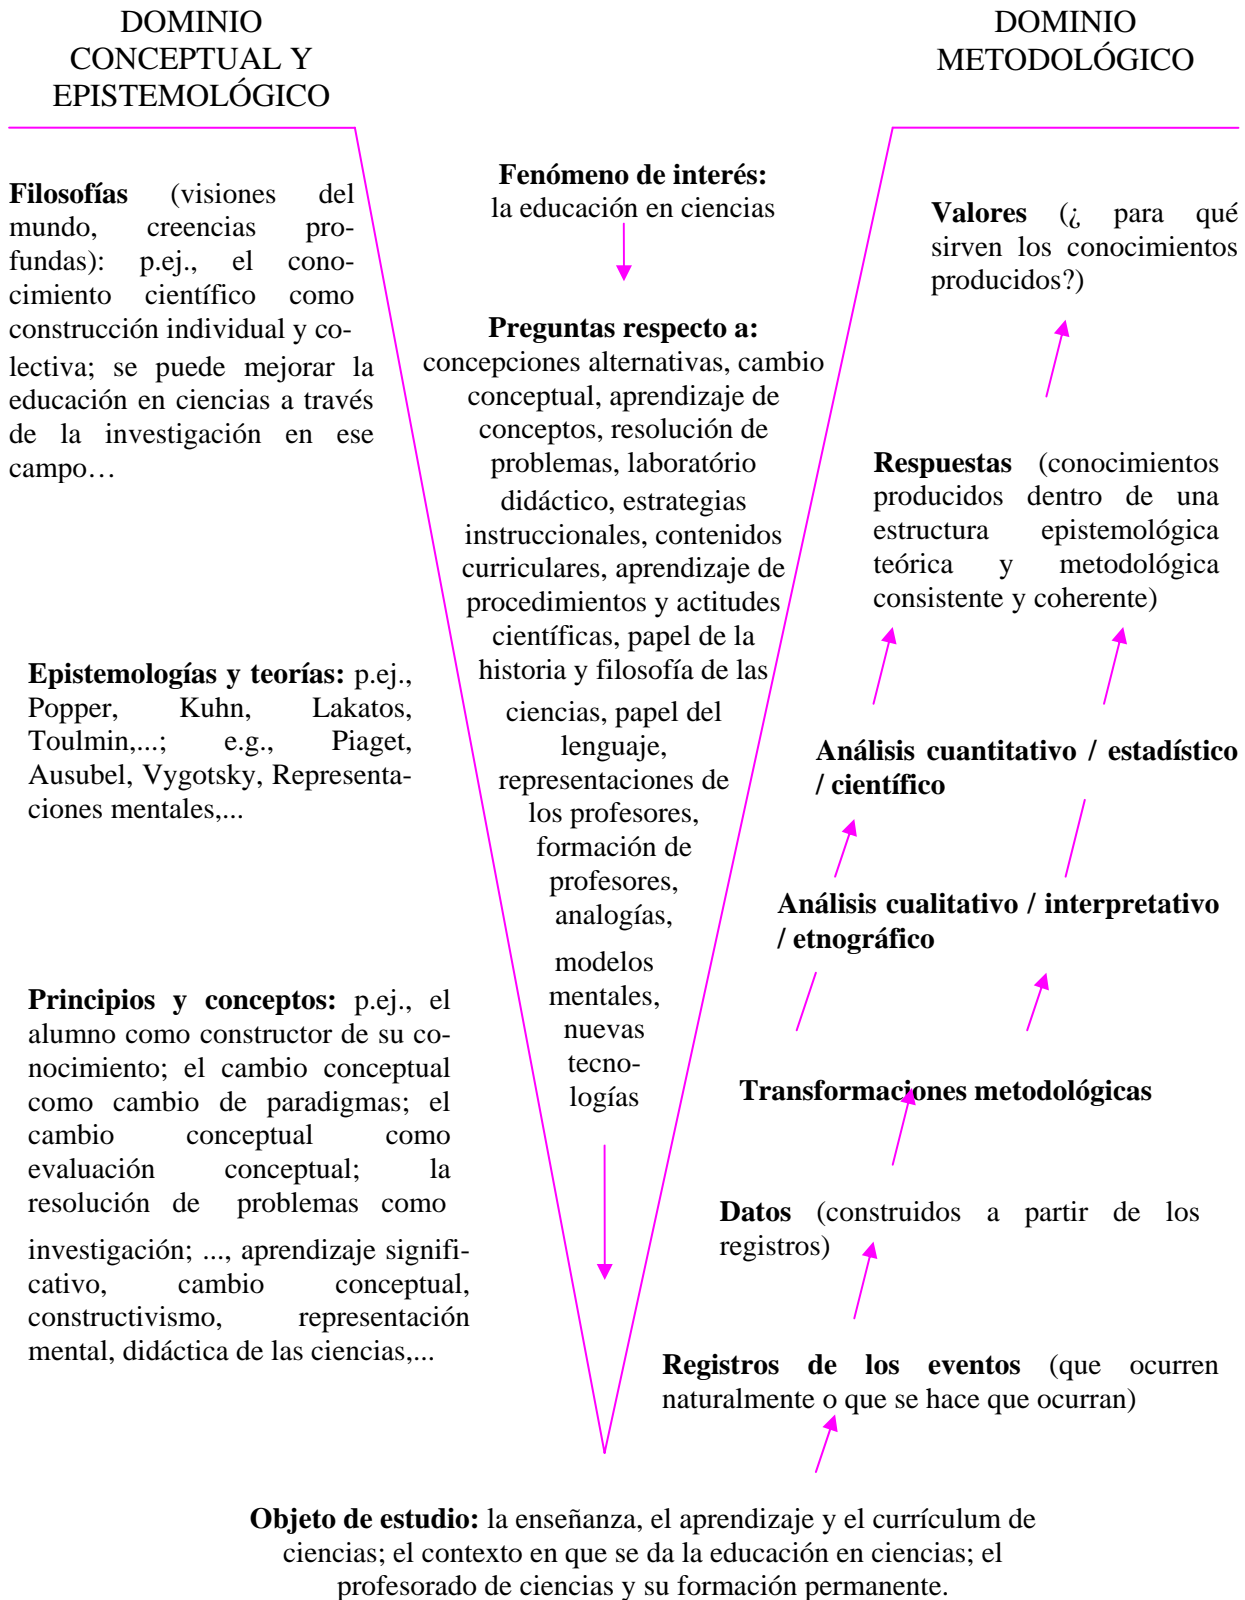 DOMINIO
CONCEPTUAL Y
EPISTEMOLÓGICO
Filosofías (visiones del
mundo, creencias pro-
fundas): p.ej., el cono-
cimiento científico como
construcción individual y co-
lectiva; se puede mejorar la
educación en ciencias a través
de la investigación en ese
campo…
Epistemologías y teorías: p.ej.,
Popper, Kuhn, Lakatos,
Toulmin,...; e.g., Piaget,
Ausubel, Vygotsky, Representa-
ciones mentales,...
Principios y conceptos: p.ej., el
alumno como constructor de su co-
nocimiento; el cambio conceptual
como cambio de paradigmas; el
cambio conceptual como
evaluación conceptual; la
resolución de problemas como
investigación; ..., aprendizaje signifi-
cativo, cambio conceptual,
constructivismo, representación
mental, didáctica de las ciencias,...
Fenómeno de interés:
la educación en ciencias
Preguntas respecto a:
concepciones alternativas, cambio
conceptual, aprendizaje de
conceptos, resolución de
problemas, laboratório
didáctico, estrategias
instruccionales, contenidos
curriculares, aprendizaje de
procedimientos y actitudes
científicas, papel de la
historia y filosofía de las
ciencias, papel del
lenguaje,
representaciones de
los profesores,
formación de
profesores,
analogías,
modelos
mentales,
nuevas
tecno-
logías
DOMINIO
METODOLÓGICO
Valores (¿ para qué
sirven los conocimientos
producidos?)
Respuestas (conocimientos
producidos dentro de una
estructura epistemológica
teórica y metodológica
consistente y coherente)
Análisis cuantitativo / estadístico
/ científico
Análisis cualitativo / interpretativo
/ etnográfico
Transformaciones metodológicas
Datos (construidos a partir de los
registros)
Registros de los eventos (que ocurren
naturalmente o que se hace que ocurran)
Objeto de estudio: la enseñanza, el aprendizaje y el currículum de
ciencias; el contexto en que se da la educación en ciencias; el
profesorado de ciencias y su formación permanente.